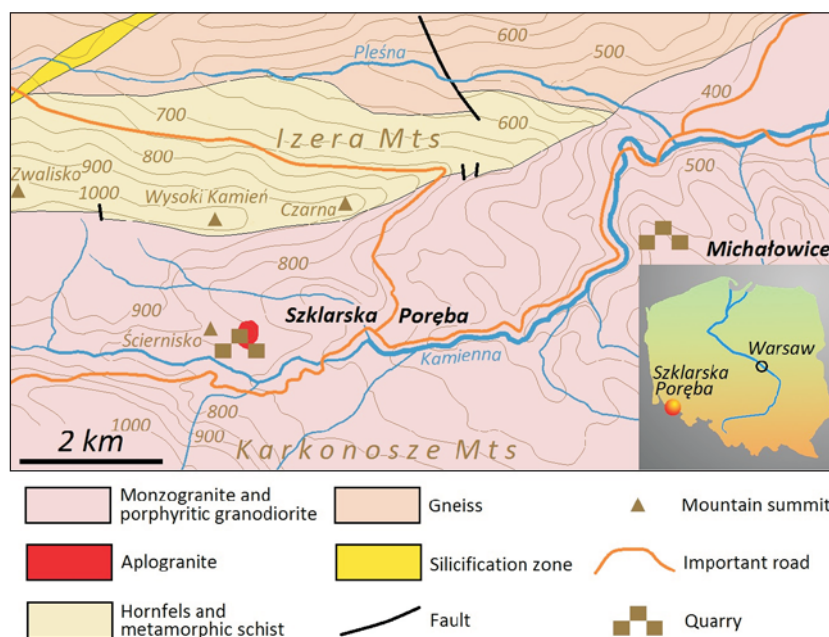 600
500
Pleśna
400
700
600
Izera Mts
800
Zwalisko
900
500
1000
Wysoki Kamień
Czarna
Michałowice
800
900
Szklarska Poręba
Ściernisko
Kamienna
Warsaw
Szklarska
Poręba
800
1000
900
2 km
Karkonosze Mts
Monzogranite and
porphyritic granodiorite
Gneiss
Mountain summit
Aplogranite
Silicification zone
Important road
Hornfels and
metamorphic schist
Fault
Quarry